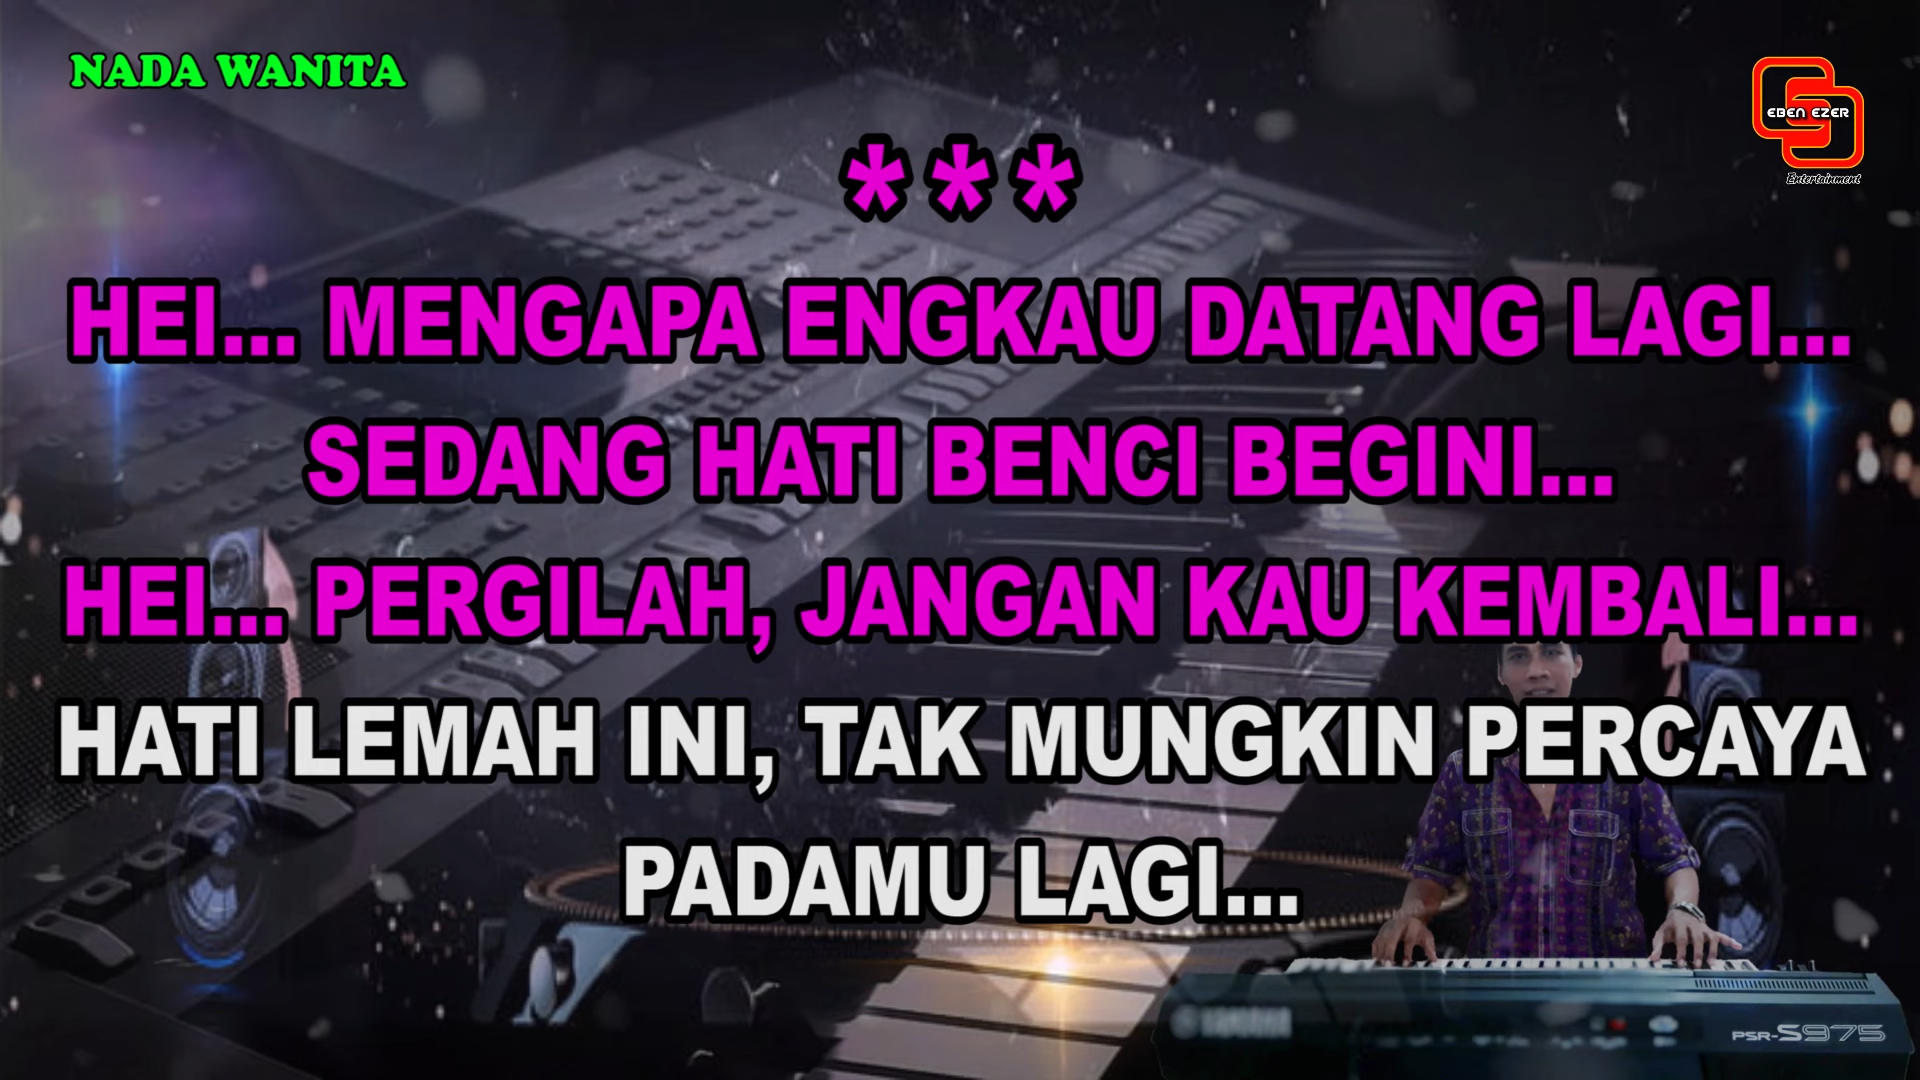 NADA WANITA
EBEN EZER
Entertainment
***
HEI... MENGAPA ENGKAU DATANG LAGI...
SEDANG HATI BENCI BEGINI...
HEI... PERGILAH, JANGAN KAU KEMBALI...
HATI LEMAH INI, TAK MUNGKIN PERCAYA
PADAMU LAGI...
PSR-S975